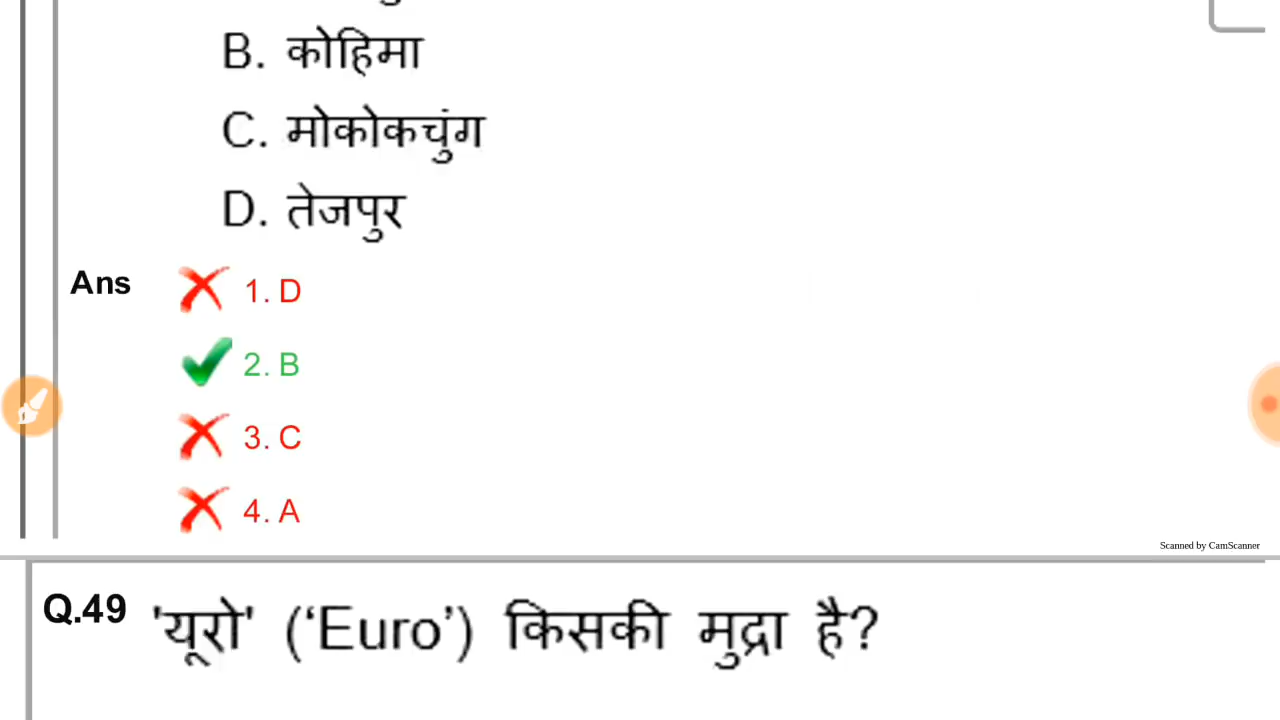 B. कोहिमा
C. मोकोकचुंग
D. तेजपुर
Ans
1. D
2. B
3. C
4. A
Scanned by CamScanner
Q.49 'यूरो' (‘Euro’) किसकी मुद्रा है?